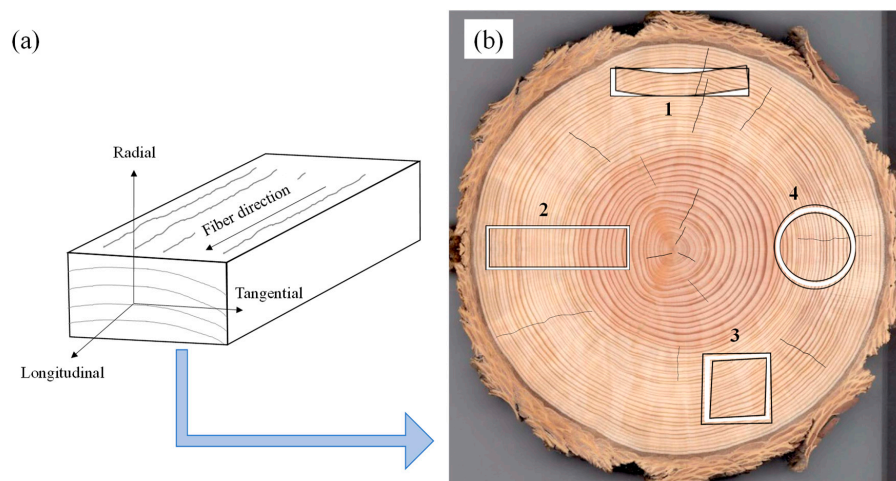 (a)
Radial
Fiber direction
Tangential
Longitudinal
(b)
1
2
4
3